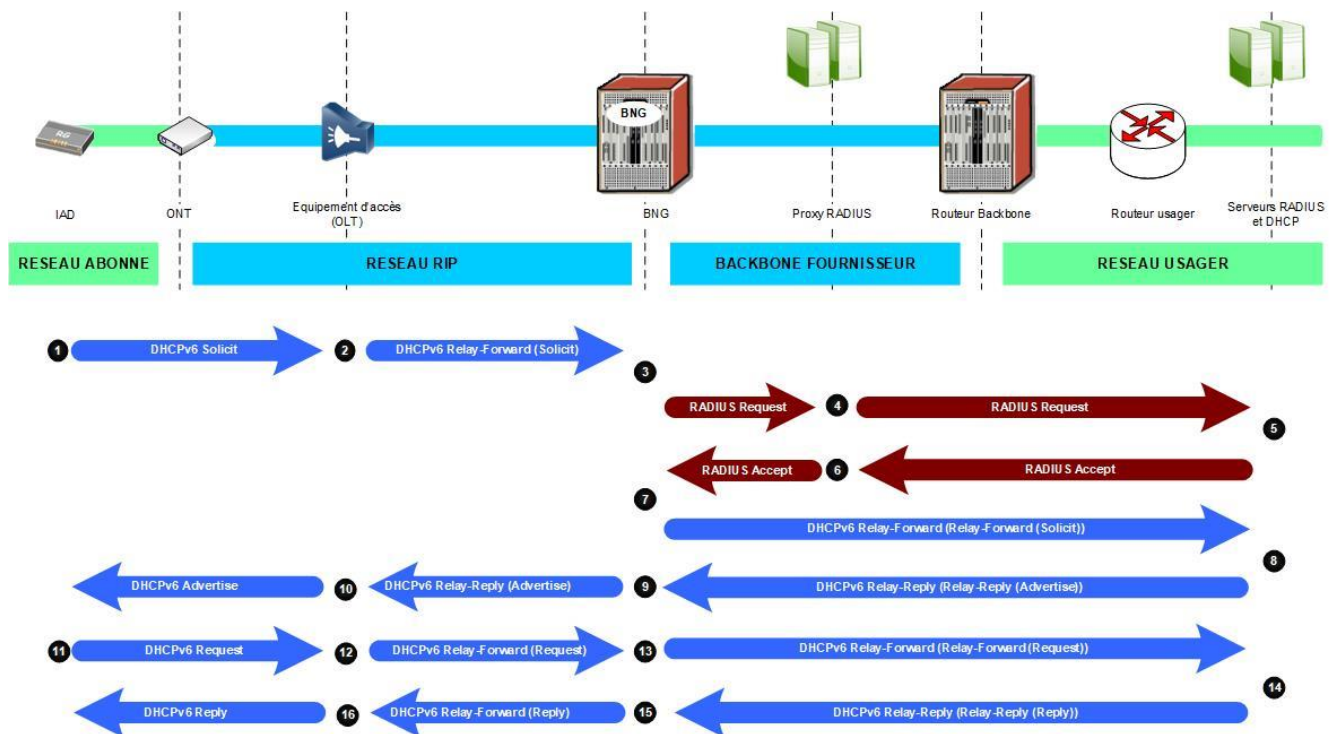 BNG
RG
IAD
ONT
Equipement d'accès
(OLT)
BNG
Proxy RADIUS
Routeur Backbone
Routeur usager
Serveurs RADIUS
et DHCP
RESEAU ABONNE
RESEAU RIP
BACKBONE FOURNISSEUR
RESEAU USAGER
1
DHCPv6 Solicit
2
DHCPv6 Relay-Forward (Solicit)
3
RADIUS Request
4
RADIUS Request
5
RADIUS Accept
6
RADIUS Accept
7
DHCPv6 Relay-Forward (Relay-Forward (Solicit))
8
DHCPv6 Advertise
10
DHCPv6 Relay-Reply (Advertise)
9
DHCPv6 Relay-Reply (Relay-Reply (Advertise))
11
DHCPv6 Request
12
DHCPv6 Relay-Forward (Request)
13
DHCPv6 Relay-Forward (Relay-Forward(Request))
14
DHCPv6 Reply
16
DHCPv6 Relay-Forward (Reply)
15
DHCPv6 Relay-Reply (Relay-Reply (Reply))